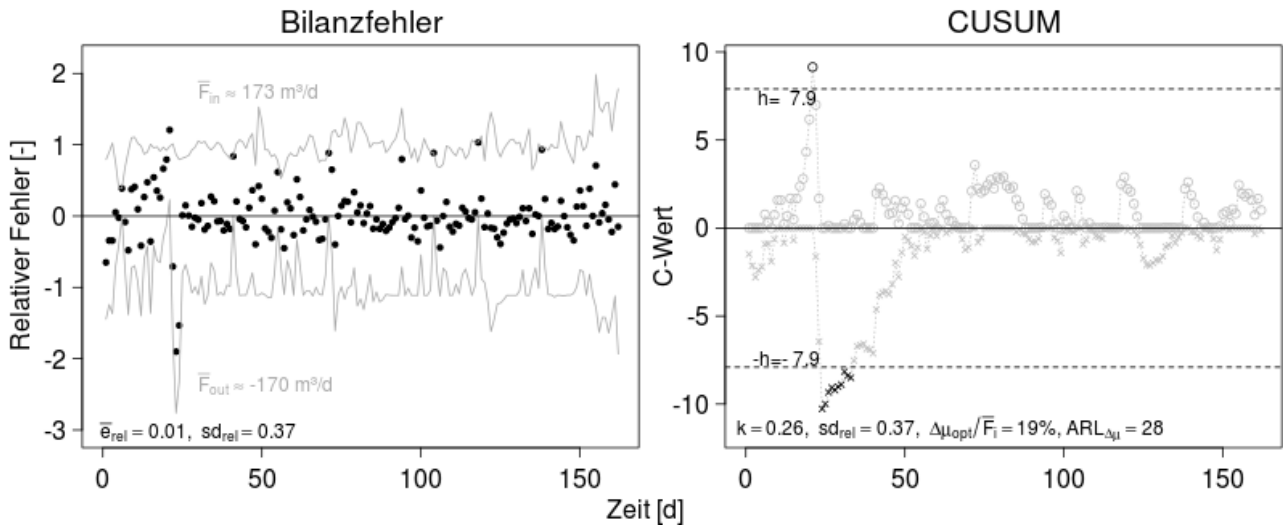 Bilanzfehler
Relativer Fehler [-]
2
1
0
-1
-2
-3
F̅in ≈ 173 m³/d
F̅out ≈ -170 m³/d
e̅rel = 0.01, sdrel = 0.37
0
50
100
150
CUSUM
C-Wert
10
5
0
-5
-10
h= 7.9
-h=- 7.9
k = 0.26, sdrel = 0.37, Δμopt/F̅i = 19%, ARLΔμ = 28
0
50
100
150
Zeit [d]